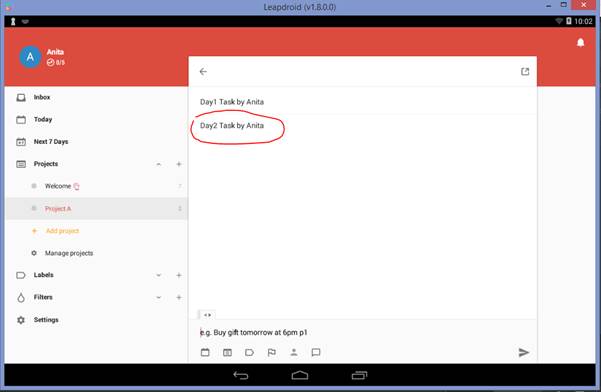 Leapdroid (v1.8.0.0)
10:02
A
Anita
0/5
Inbox
Today
Next 7 Days
Projects
Welcome
7
Project A
Add project
Manage projects
Labels
Filters
Settings
Day1 Task by Anita
Day2 Task by Anita
e.g. Buy gift tomorrow at 6pm p1